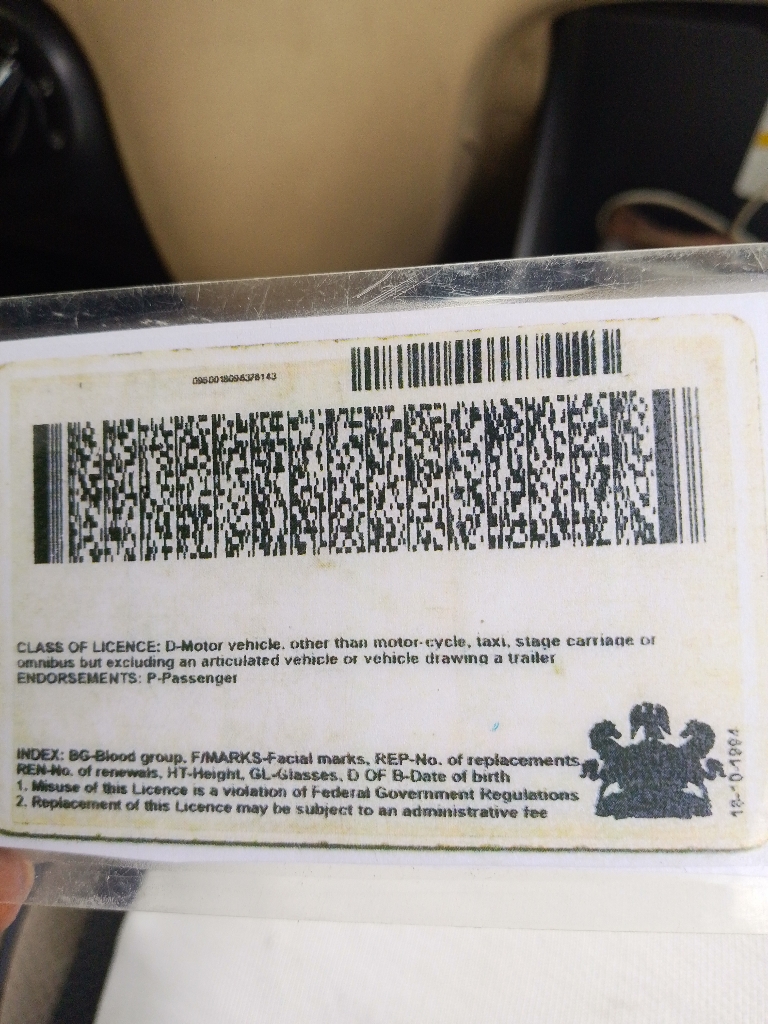 CLASS OF LICENCE: D-Motor vehicle, other than motor-cycle, taxi, stage carriage or
omnibus but excluding an articulated vehicle or vehicle drawing a trailer
ENDORSEMENTS: P-Passenger
INDEX: BG-Blood group, F/MARKS-Facial marks, REP-No. of replacements,
REN-No. of renewals, HT-Height, GL-Glasses, D OF B-Date of birth
1. Misuse of this Licence is a violation of Federal Government Regulations
2. Replacement of this Licence may be subject to an administrative fee
18-10-1994